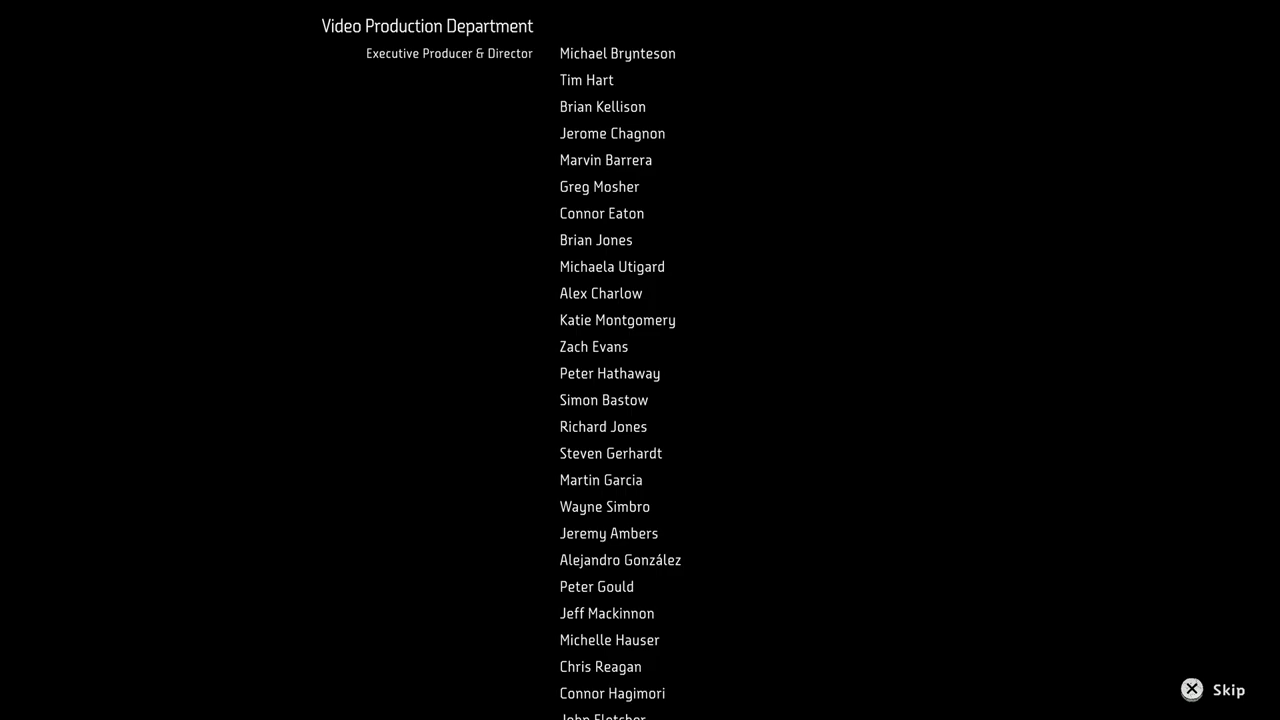 Video Production Department
Executive Producer & Director Michael Brynteson
Tim Hart
Brian Kellison
Jerome Chagnon
Marvin Barrera
Greg Mosher
Connor Eaton
Brian Jones
Michaela Utigard
Alex Charlow
Katie Montgomery
Zach Evans
Peter Hathaway
Simon Bastow
Richard Jones
Steven Gerhardt
Martin Garcia
Wayne Simbro
Jeremy Ambers
Alejandro González
Peter Gould
Jeff Mackinnon
Michelle Hauser
Chris Reagan
Connor Hagimori
John Fletcher
Skip